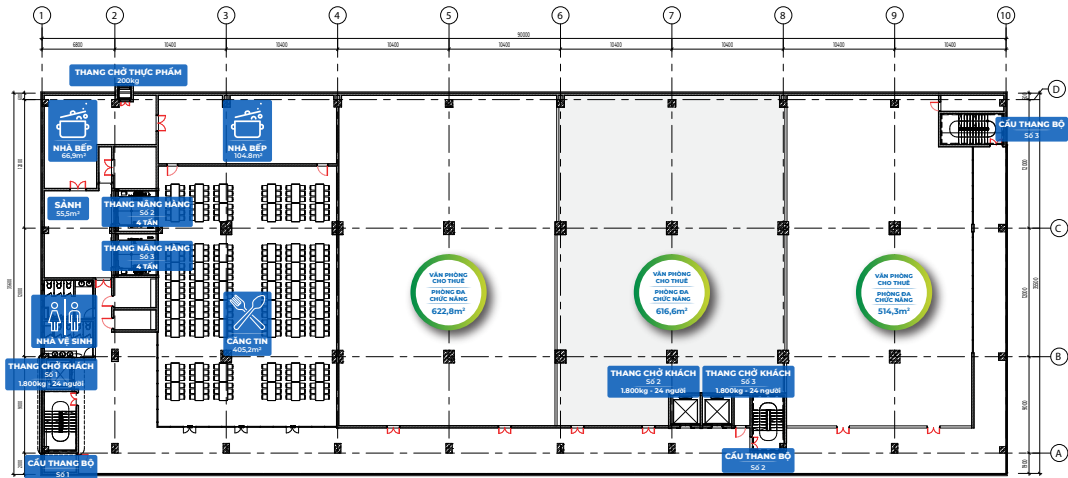 1
2
3
4
5
6
7
8
9
10
90000
6800
10400
10400
10400
10400
10400
10400
10400
10400
THANG CHỞ THỰC PHẨM
200kg
D
NHÀ BẾP
66,9m²
NHÀ BẾP
104.8m²
CẦU THANG BỘ
Số 3
SẢNH
55,5m²
THANG NÂNG HÀNG
Số 2
4 TẤN
C
THANG NÂNG HÀNG
Số 3
4 TẤN
VĂN PHÒNG
CHO THUÊ
PHÒNG ĐA
CHỨC NĂNG
622,8m²
VĂN PHÒNG
CHO THUÊ
PHÒNG ĐA
CHỨC NĂNG
616,6m²
VĂN PHÒNG
CHO THUÊ
PHÒNG ĐA
CHỨC NĂNG
514,3m²
NHÀ VỆ SINH
CĂNG TIN
405,2m²
B
THANG CHỞ KHÁCH
Số 1
1.800kg - 24 người
THANG CHỞ KHÁCH
Số 2
1.800kg - 24 người
THANG CHỞ KHÁCH
Số 3
1.800kg - 24 người
CẦU THANG BỘ
Số 1
CẦU THANG BỘ
Số 2
A